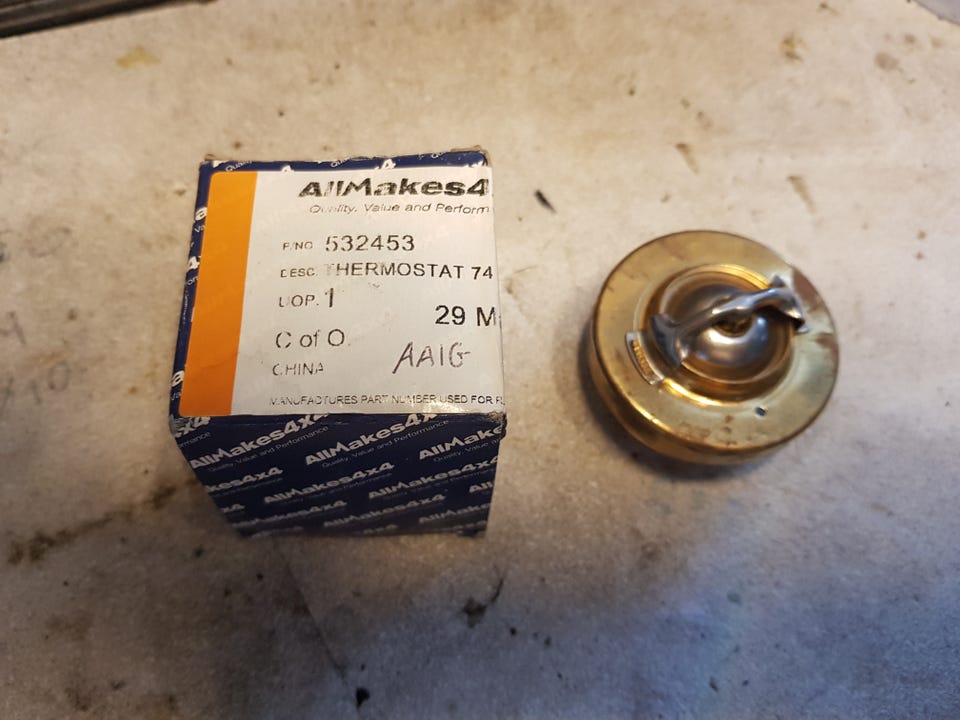 AllMakes4
Quality, Value and Perform
P/NO 532453
DESC. THERMOSTAT 74
UOP. 1
29 M
C of O.
AAIG
CHINA
MANUFACTURES PART NUMBER USED FOR
AllMakes4x4
Quality, Value and Performance
AllMakes4x4
AllMakes4x4
AllMakes4x4